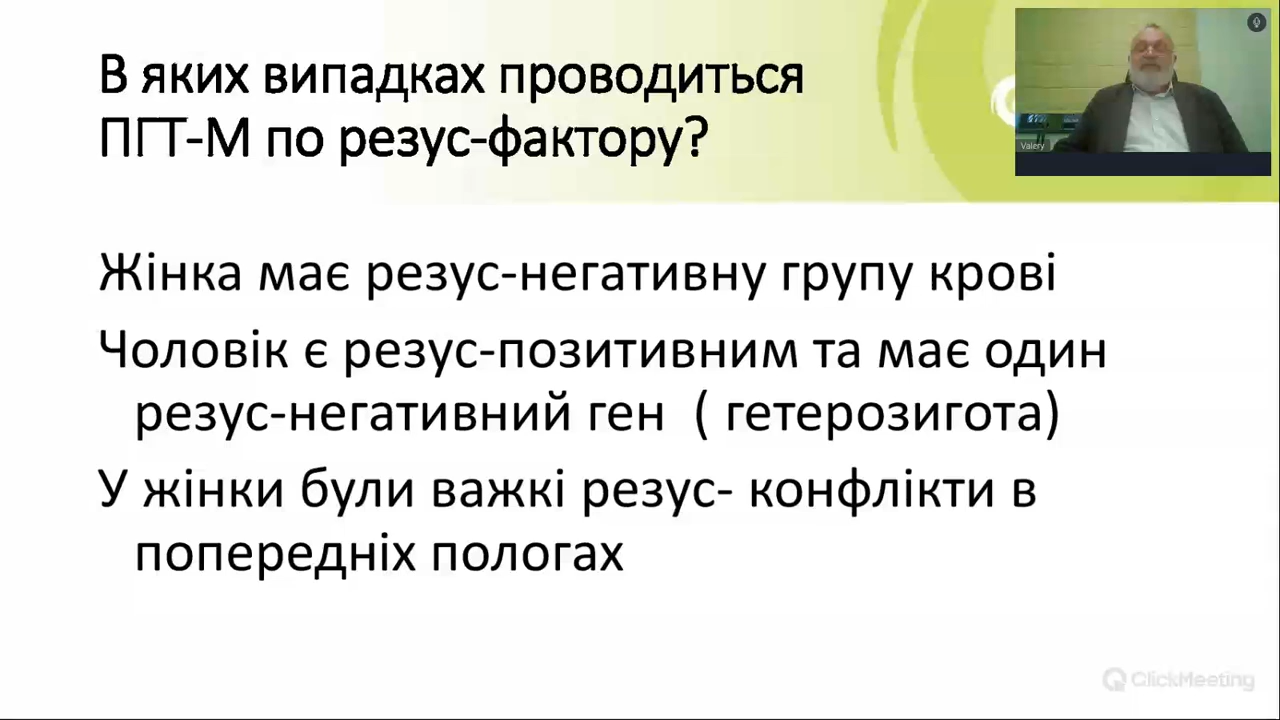 В яких випадках проводиться
ПГТ-М по резус-фактору?
Valery
Жінка має резус-негативну групу крові
Чоловік є резус-позитивним та має один
резус-негативний ген ( гетерозигота)
У жінки були важкі резус- конфлікти в
попередніх пологах
ClickMeeting